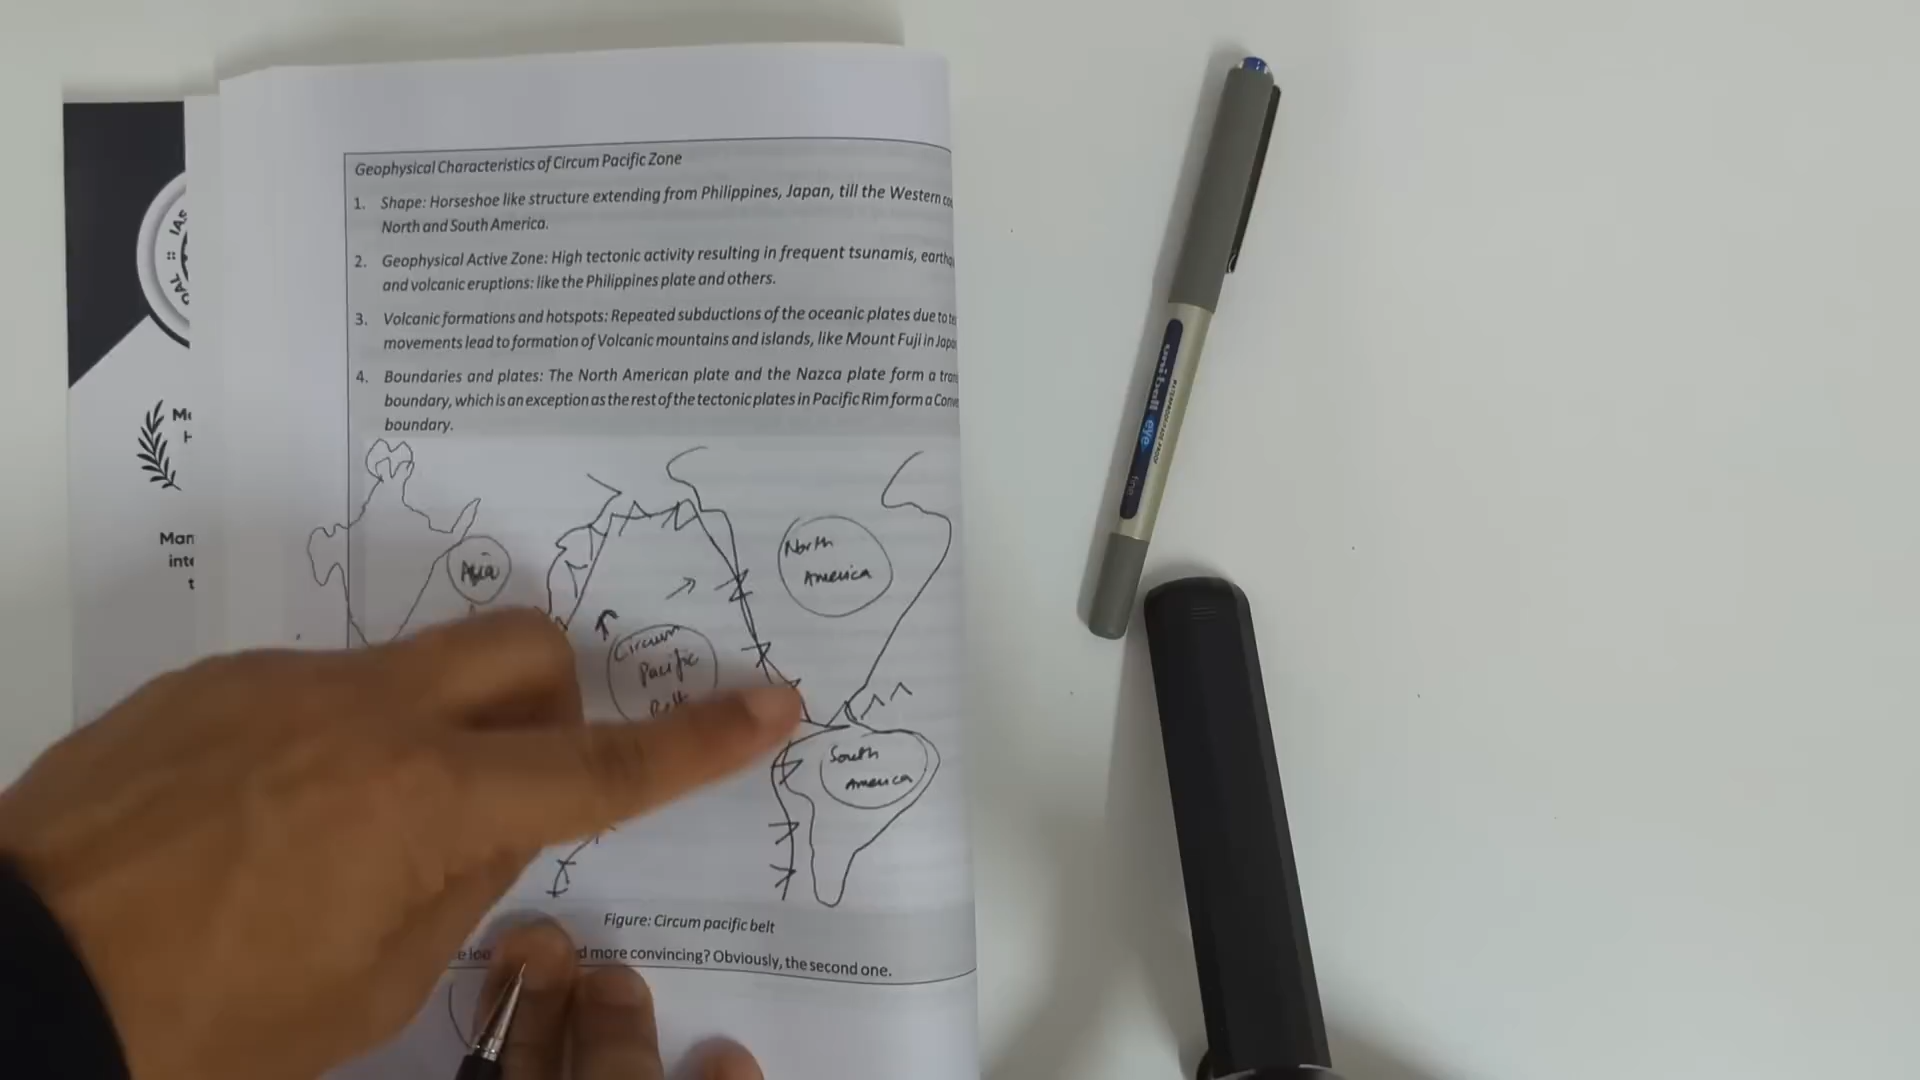 Geophysical Characteristics of Circum Pacific Zone
1. Shape: Horseshoe like structure extending from Philippines, Japan, till the Western
North and South America.
2. Geophysical Active Zone: High tectonic activity resulting in frequent tsunamis,
and volcanic eruptions: like the Philippines plate and others.
3. Volcanic formations and hotspots: Repeated subductions of the oceanic plates due to
movements lead to formation of Volcanic mountains and islands, like Mount Fuji in
4. Boundaries and plates: The North American plate and the Nazca plate form a
boundary, which is an exception as the rest of the tectonic plates in Pacific Rim form a
boundary.
Asia
North
America
Circum
Pacific
Belt
South
America
Figure: Circum pacific belt
more convincing? Obviously, the second one.
IAS
uni-ball eye
fine